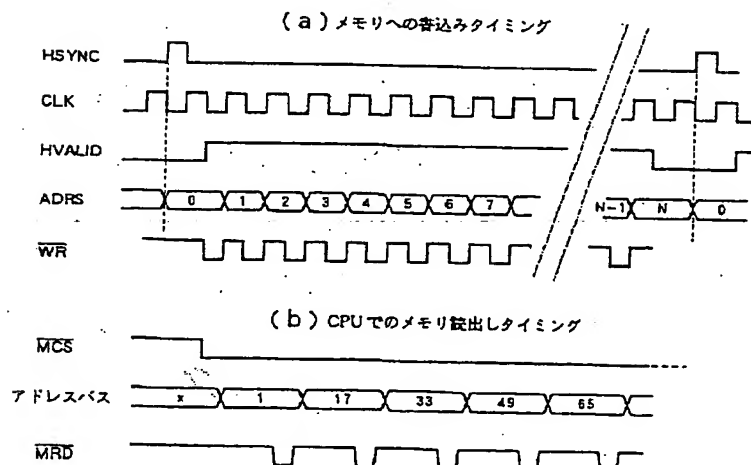 (a)メモリへの書込みタイミング
HSYNC
CLK
HVALID
ADRS 0 1 2 3 4 5 6 7 N-1 N 0
WR
(b)CPUでのメモリ読出しタイミング
MCS
アドレスバス x 1 17 33 49 65
MRD